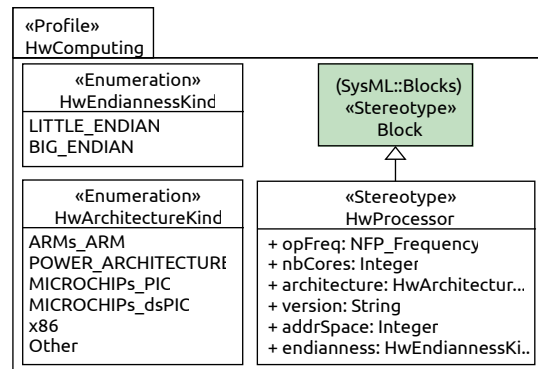 «Profile»
HwComputing
«Enumeration»
HwEndiannessKind
LITTLE_ENDIAN
BIG_ENDIAN
(SysML::Blocks)
«Stereotype»
Block
«Enumeration»
HwArchitectureKind
ARMs_ARM
POWER_ARCHITECTURE
MICROCHIPs_PIC
MICROCHIPs_dsPIC
x86
Other
«Stereotype»
HwProcessor
+ opFreq: NFP_Frequency
+ nbCores: Integer
+ architecture: HwArchitectur...
+ version: String
+ addrSpace: Integer
+ endianness: HwEndiannessKi..